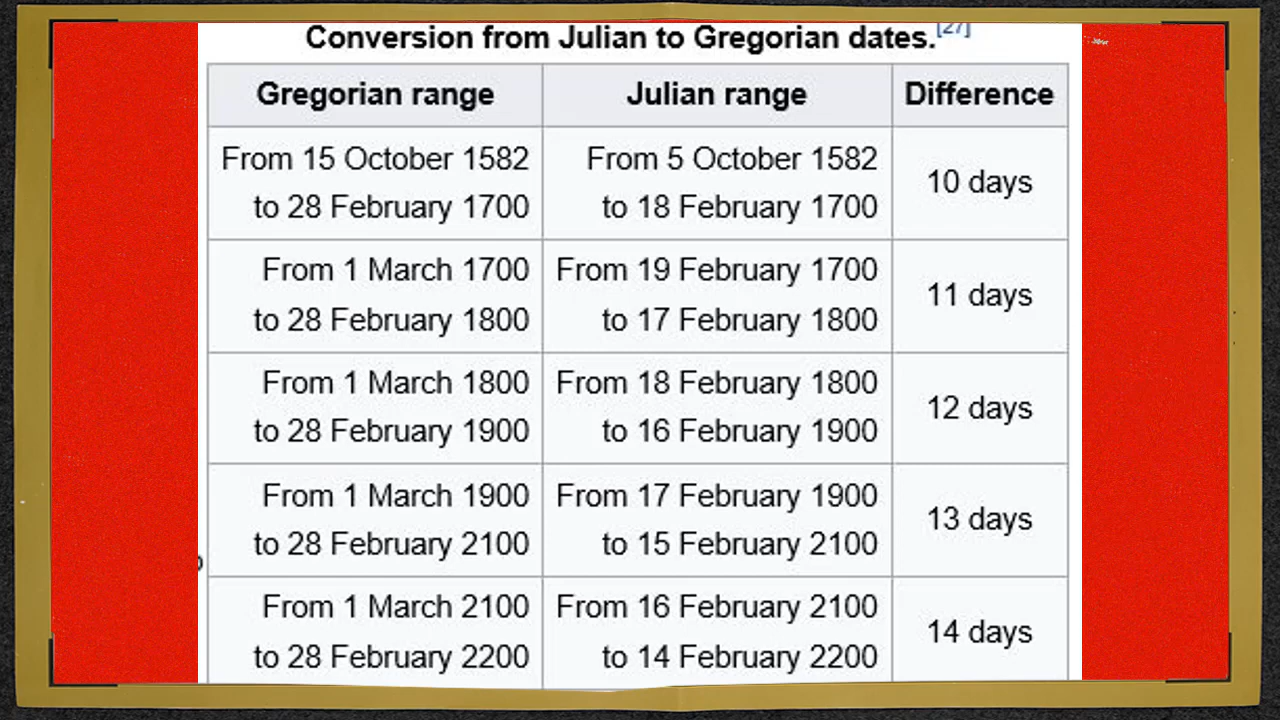 Conversion from Julian to Gregorian dates.[27]
Gregorian range Julian range Difference
From 15 October 1582 From 5 October 1582
to 28 February 1700 to 18 February 1700
10 days
From 1 March 1700 From 19 February 1700
to 28 February 1800 to 17 February 1800
11 days
From 1 March 1800 From 18 February 1800
to 28 February 1900 to 16 February 1900
12 days
From 1 March 1900 From 17 February 1900
to 28 February 2100 to 15 February 2100
13 days
From 1 March 2100 From 16 February 2100
to 28 February 2200 to 14 February 2200
14 days